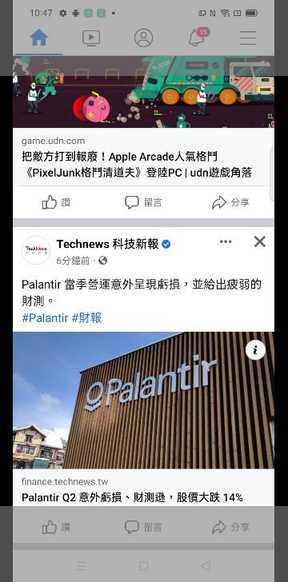 10:47
15
game.udn.com
把敵方打到報廢！Apple Arcade人氣格鬥
《PixelJunk格鬥清道夫》登陸PC | udn遊戲角落
讚 留言 分享
TechNews
Technews 科技新報
6分鐘前
Palantir 當季營運意外呈現虧損，並給出疲弱的
財測。
#Palantir #財報
Palantir
finance.technews.tw
Palantir Q2 意外虧損、財測遜，股價大跌 14%
讚 留言 分享